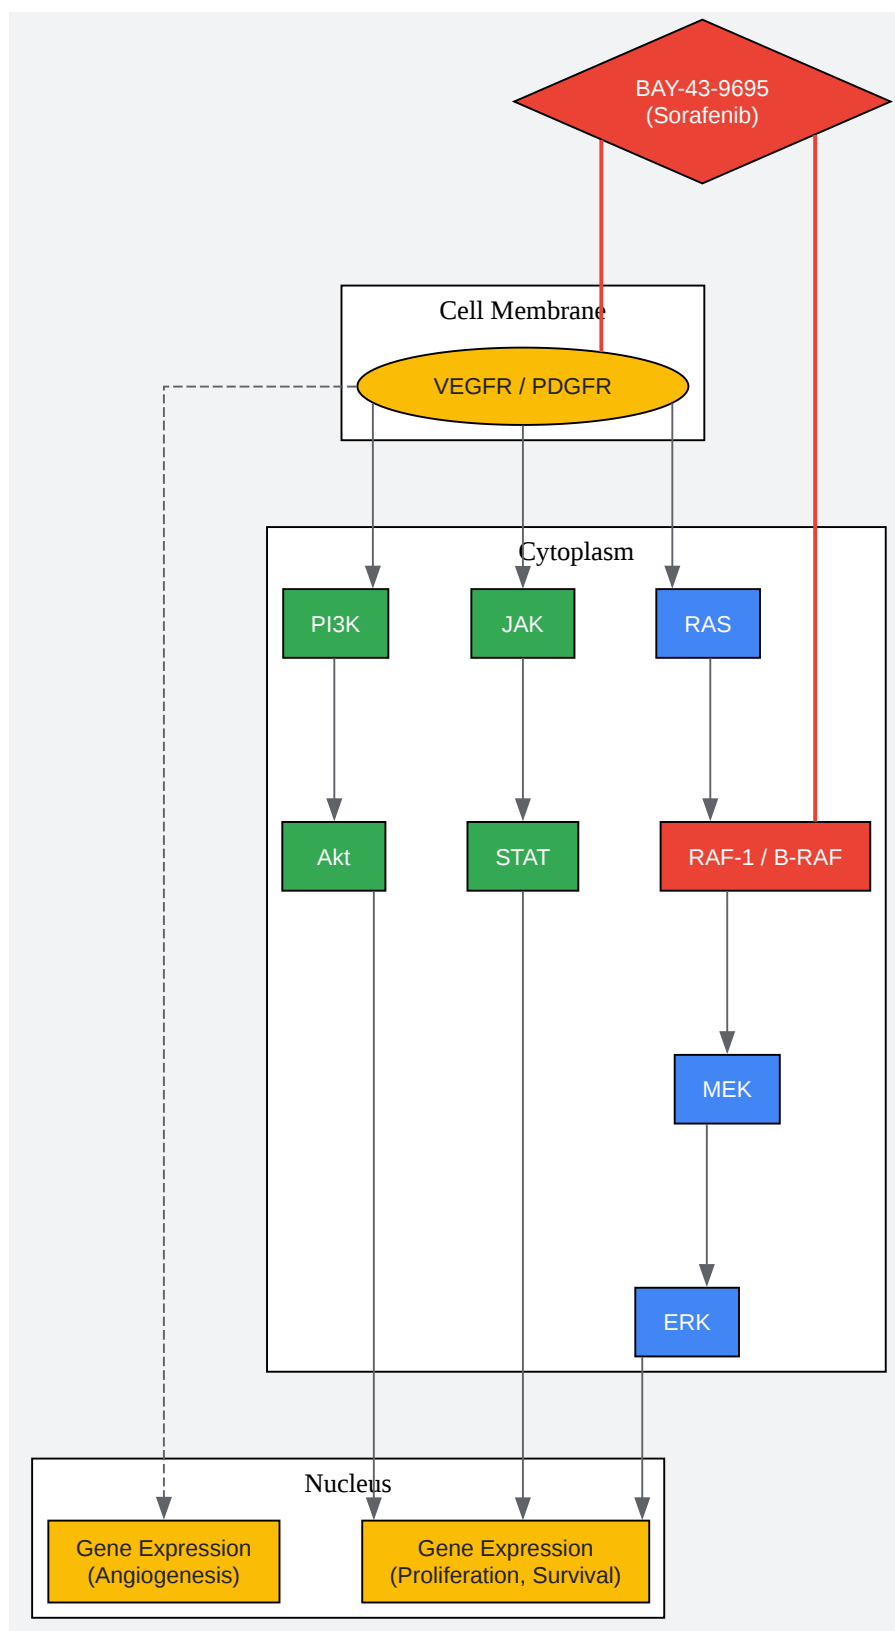 BAY-43-9695
(Sorafenib)
Cell Membrane
VEGFR / PDGFR
Cytoplasm
PI3K
JAK
RAS
Akt
STAT
RAF-1 / B-RAF
MEK
ERK
Nucleus
Gene Expression
(Angiogenesis)
Gene Expression
(Proliferation, Survival)